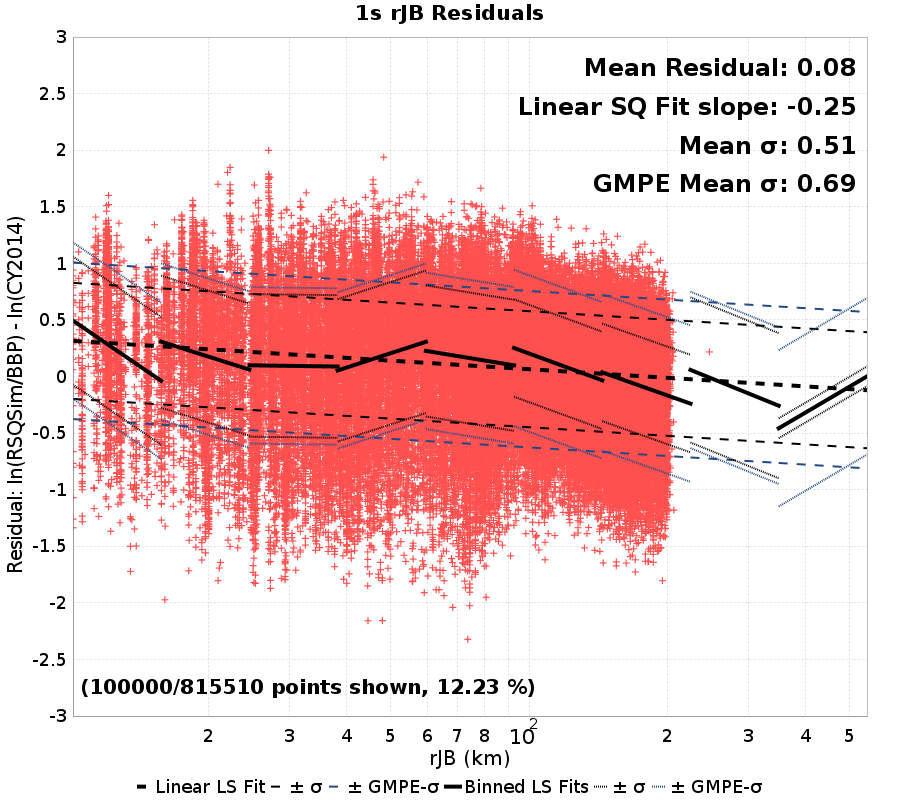 1s rJB Residuals
3
2.5
2
1.5
1
0.5
0
-0.5
-1
-1.5
-2
-2.5
-3
Residual: ln(RSQSim/BBP) - ln(CY2014)
Mean Residual: 0.08
Linear SQ Fit slope: -0.25
Mean σ: 0.51
GMPE Mean σ: 0.69
(100000/815510 points shown, 12.23 %)
2 3 4 5 6 7 8 10² 2 3 4 5
rJB (km)
Linear LS Fit ± σ ± GMPE-σ Binned LS Fits ± σ ± GMPE-σ